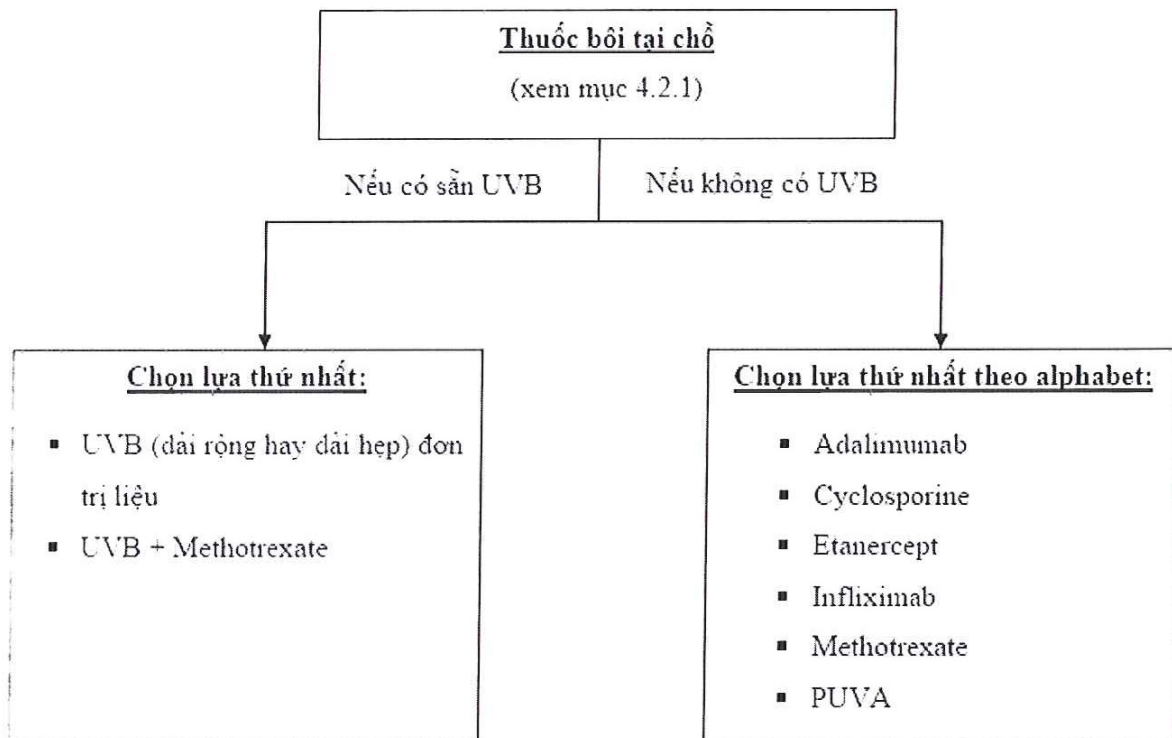 Thuốc bôi tại chỗ
(xem mục 4.2.1)
Nếu có sẵn UVB
Nếu không có UVB
Chọn lựa thứ nhất:
▪ UVB (dải rộng hay dải hẹp) đơn
trị liệu
▪ UVB + Methotrexate
Chọn lựa thứ nhất theo alphabet:
▪ Adalimumab
▪ Cyclosporine
▪ Etanercept
▪ Infliximab
▪ Methotrexate
▪ PUVA